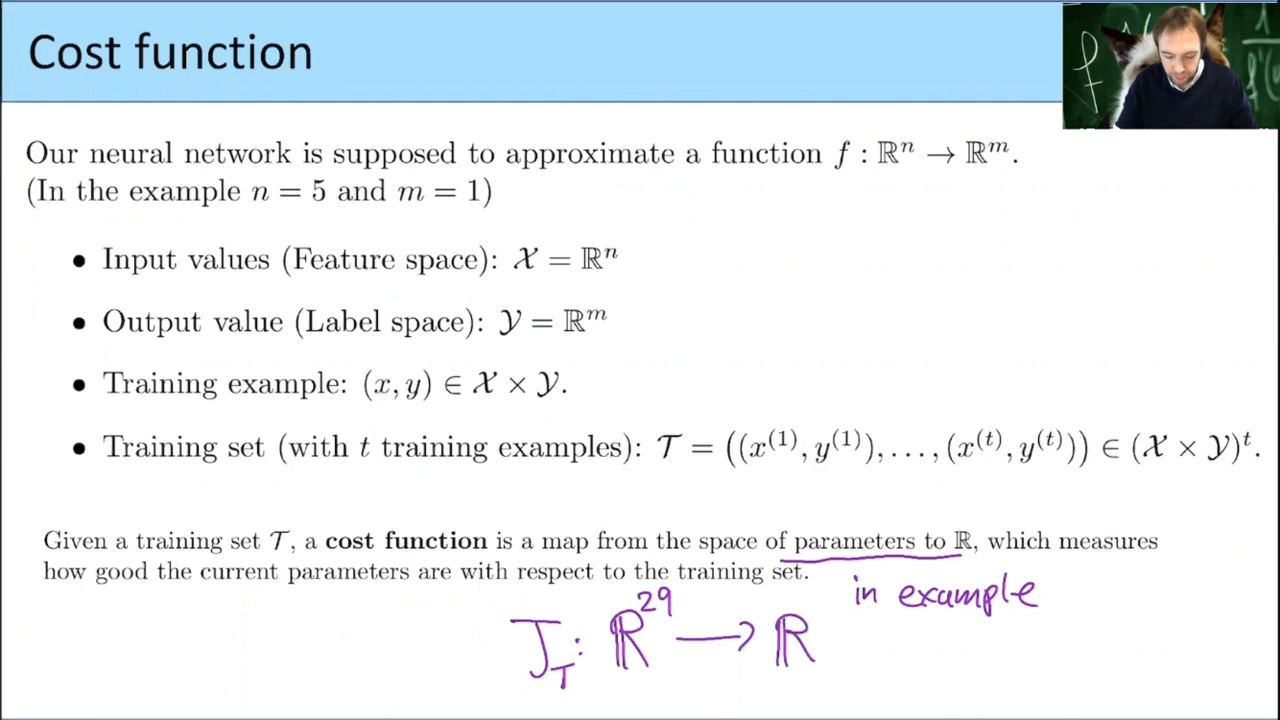 Cost function
Our neural network is supposed to approximate a function f : ℝⁿ → ℝᵐ.
(In the example n = 5 and m = 1)
• Input values (Feature space): 𝒳 = ℝⁿ
• Output value (Label space): 𝒴 = ℝᵐ
• Training example: (x, y) ∈ 𝒳 × 𝒴.
• Training set (with t training examples): 𝒯 = ((x⁽¹⁾, y⁽¹⁾), . . . , (x⁽ᵗ⁾, y⁽ᵗ⁾)) ∈ (𝒳 × 𝒴)ᵗ.
Given a training set 𝒯, a cost function is a map from the space of parameters to ℝ, which measures
how good the current parameters are with respect to the training set.
in example
J_T : ℝ²⁹ → ℝ